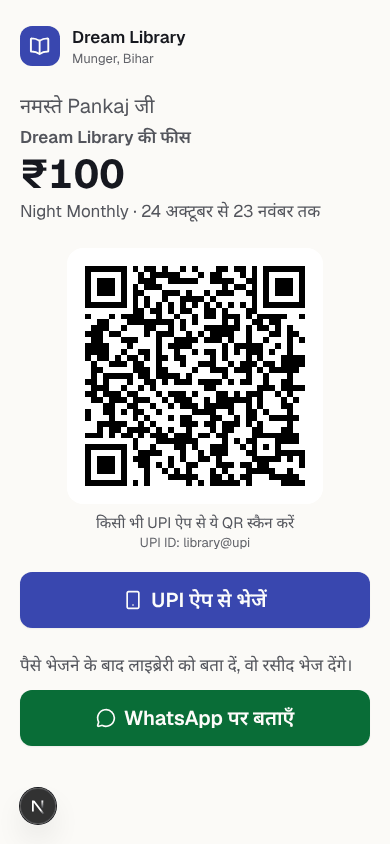 Dream Library
Munger, Bihar
नमस्ते Pankaj जी
Dream Library की फीस
₹100
Night Monthly · 24 अक्टूबर से 23 नवंबर तक
किसी भी UPI ऐप से ये QR स्कैन करें
UPI ID: library@upi
UPI ऐप से भेजें
पैसे भेजने के बाद लाइब्रेरी को बता दें, वो रसीद भेज देंगे।
WhatsApp पर बताएँ
N